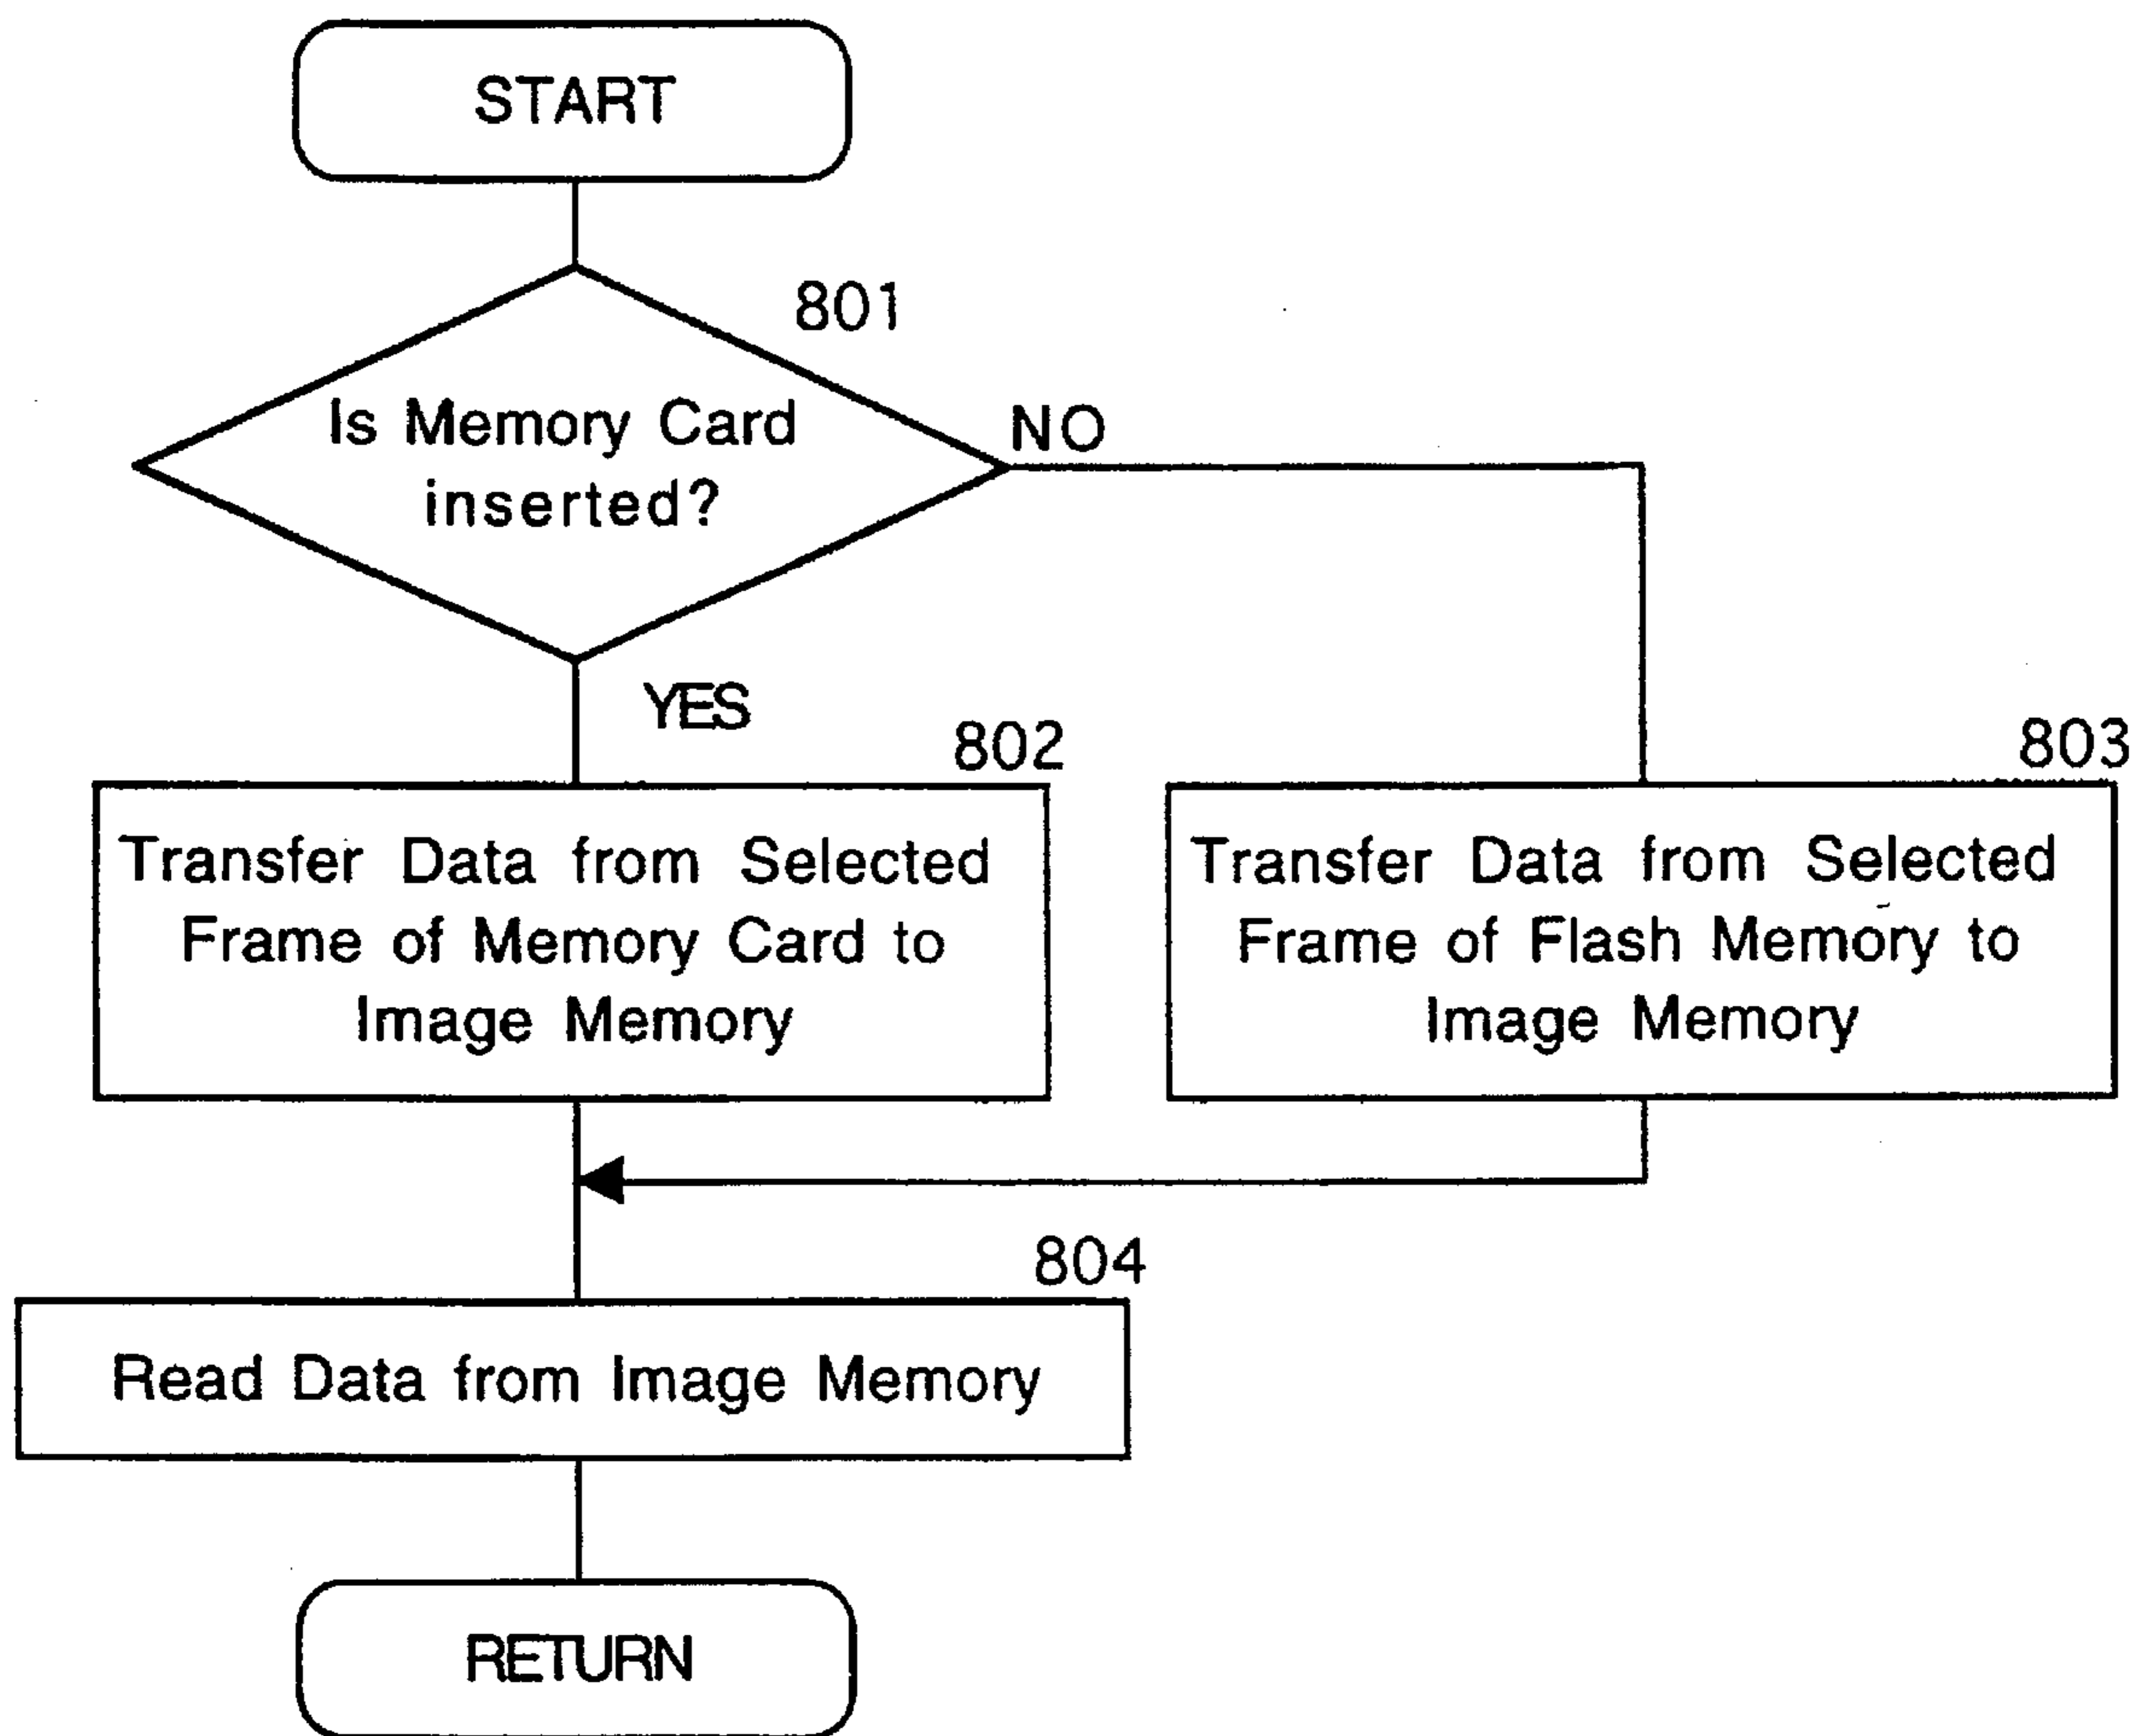 START
801
Is Memory Card
inserted?
NO
YES
802
Transfer Data from Selected
Frame of Memory Card to
Image Memory
803
Transfer Data from Selected
Frame of Flash Memory to
Image Memory
804
Read Data from Image Memory
RETURN